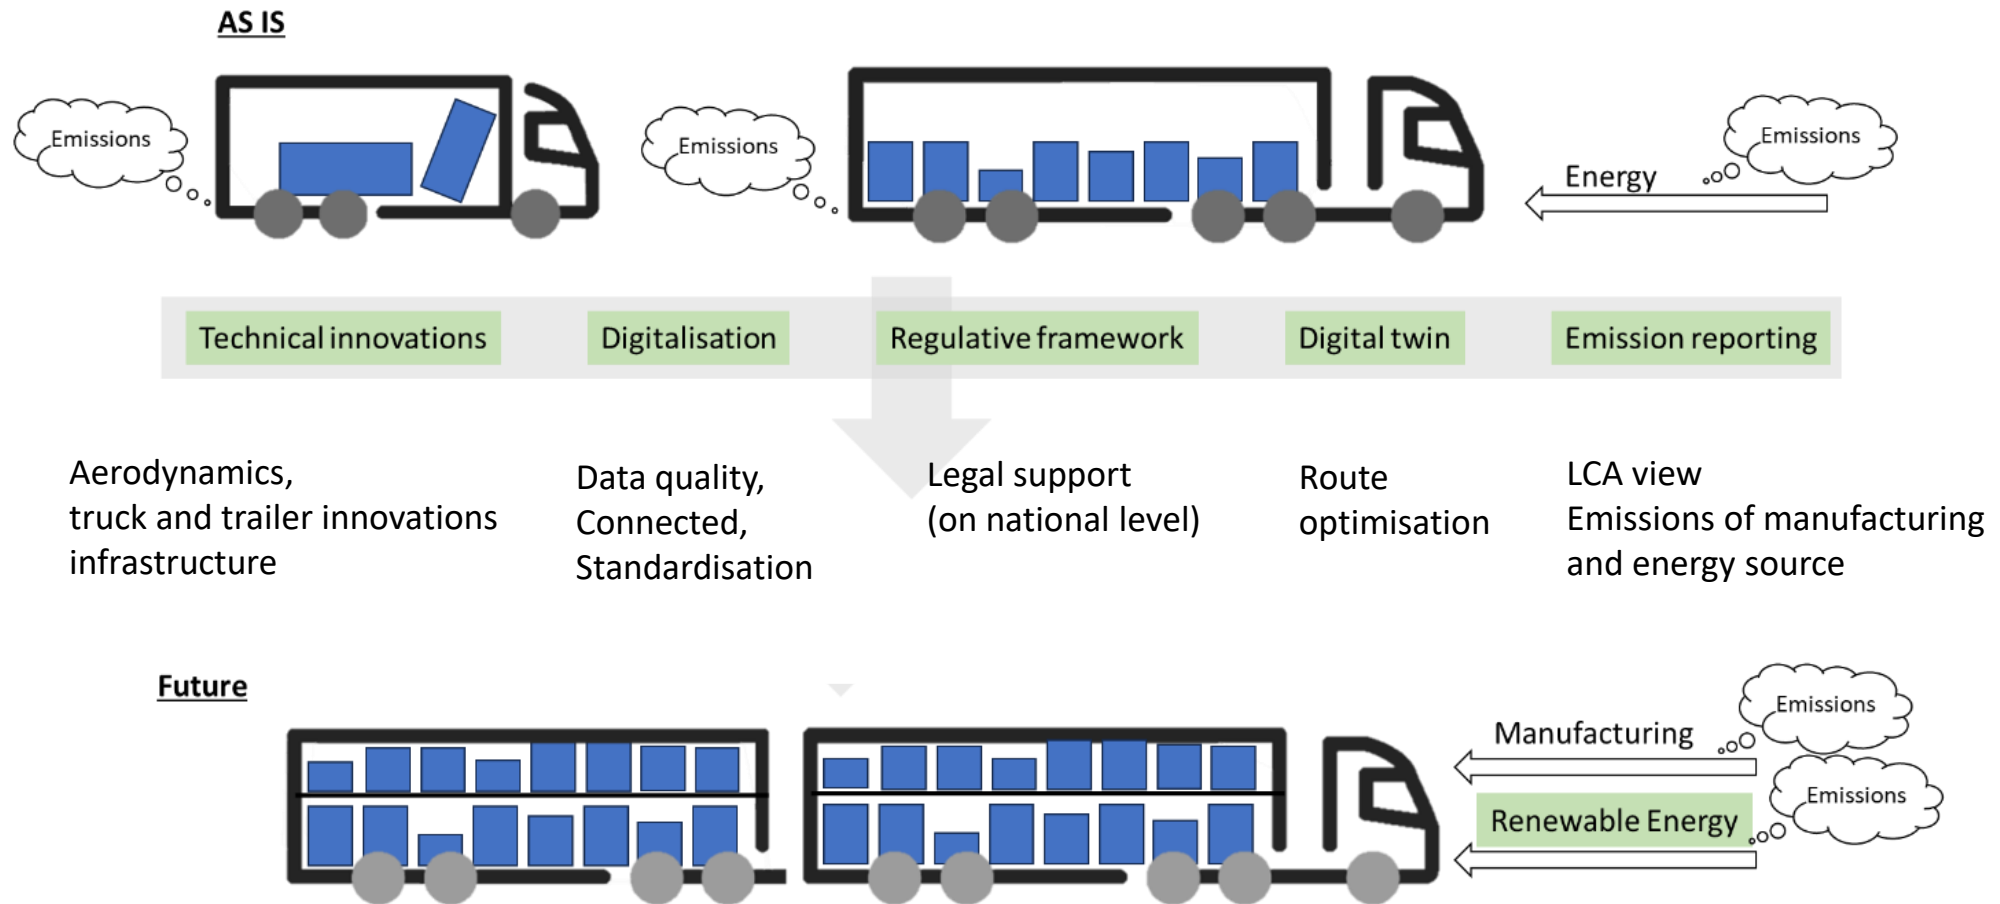 AS IS
Emissions
Emissions
Energy
Emissions
Technical innovations
Digitalisation
Regulative framework
Digital twin
Emission reporting
Aerodynamics,
truck and trailer innovations
infrastructure
Data quality,
Connected,
Standardisation
Legal support
(on national level)
Route
optimisation
LCA view
Emissions of manufacturing
and energy source
Future
Manufacturing
Emissions
Renewable Energy
Emissions